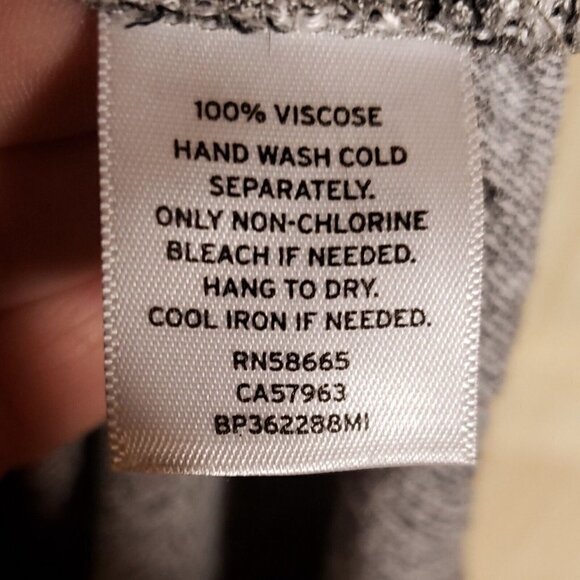 100% VISCOSE
HAND WASH COLD
SEPARATELY.
ONLY NON-CHLORINE
BLEACH IF NEEDED.
HANG TO DRY.
COOL IRON IF NEEDED.
RN58665
CA57963
BP362288MI